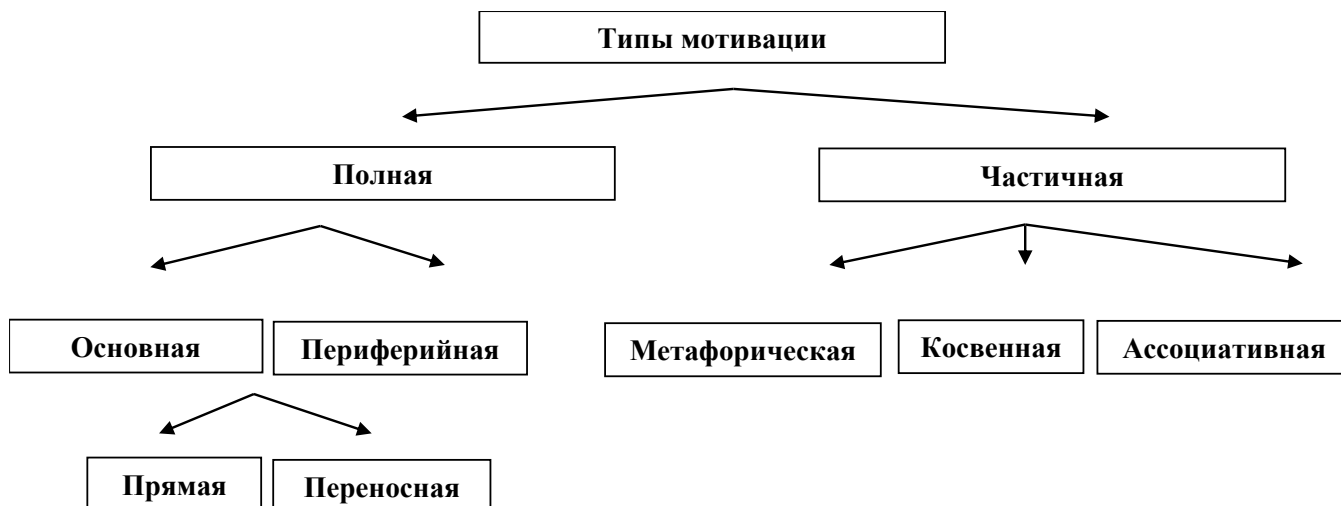 Типы мотивации
Полная
Частичная
Основная
Периферийная
Метафорическая
Косвенная
Ассоциативная
Прямая
Переносная